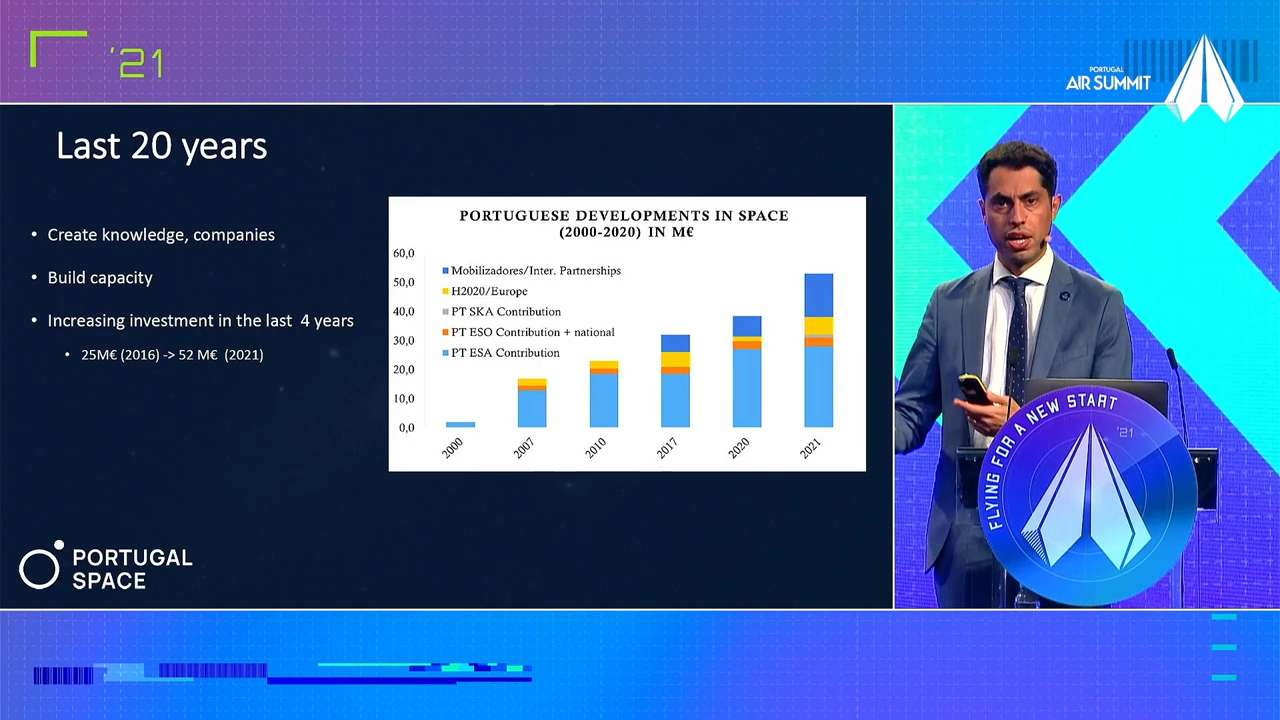 '21
PORTUGAL
AIR SUMMIT
Last 20 years
• Create knowledge, companies
• Build capacity
• Increasing investment in the last 4 years
• 25M€ (2016) -> 52 M€ (2021)
PORTUGUESE DEVELOPMENTS IN SPACE
(2000-2020) IN M€
60,0
50,0
40,0
30,0
20,0
10,0
0,0
Mobilizadores/Inter. Partnerships
H2020/Europe
PT SKA Contribution
PT ESO Contribution + national
PT ESA Contribution
2000
2007
2010
2017
2020
2021
PORTUGAL
SPACE
FLYING FOR A NEW START
'21